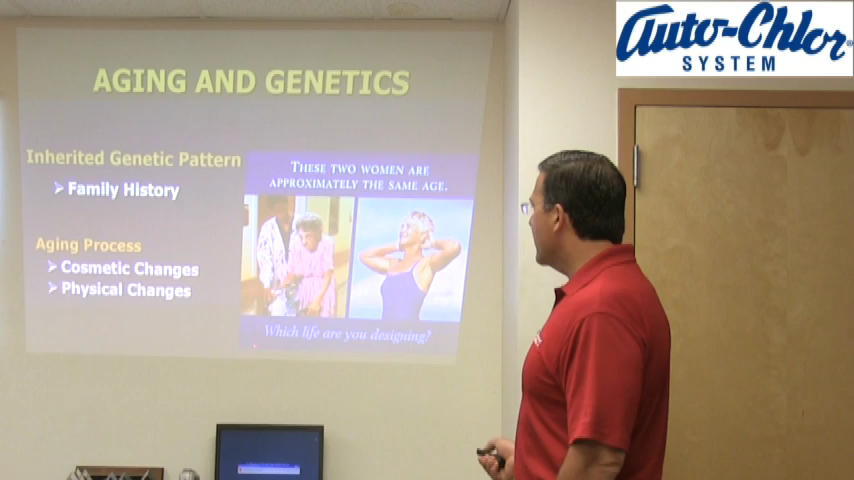 Auto-Chlor®
SYSTEM
AGING AND GENETICS
Inherited Genetic Pattern
➢ Family History
Aging Process
➢ Cosmetic Changes
➢ Physical Changes
THESE TWO WOMEN ARE
APPROXIMATELY THE SAME AGE.
Which life are you designing?